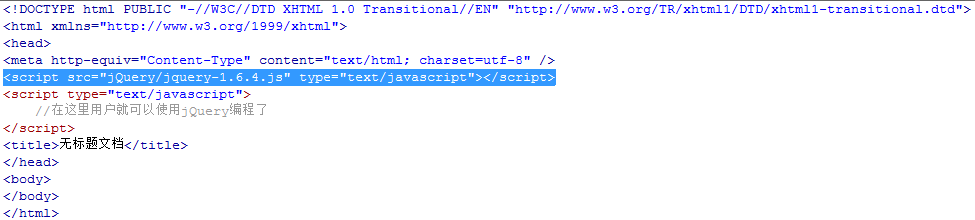 <!DOCTYPE html PUBLIC "-//W3C//DTD XHTML 1.0 Transitional//EN" "http://www.w3.org/TR/xhtml1/DTD/xhtml1-transitional.dtd">
<html xmlns="http://www.w3.org/1999/xhtml">
<head>
<meta http-equiv="Content-Type" content="text/html; charset=utf-8" />
<script src="jQuery/jquery-1.6.4.js" type="text/javascript"></script>
<script type="text/javascript">
    //在这里用户就可以使用jQuery编程了
</script>
<title>无标题文档</title>
</head>
<body>
</body>
</html>